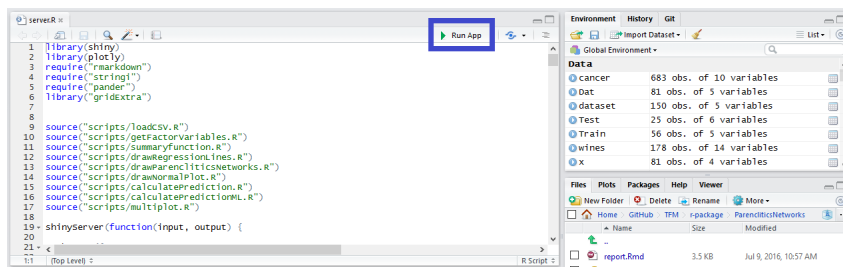 server.R ×
Run App
1 library(shiny)
2 library(plotly)
3 require("rmarkdown")
4 require("stringi")
5 require("pander")
6 library("gridExtra")
7
8
9 source("scripts/loadCSV.R")
10 source("scripts/getFactorVariables.R")
11 source("scripts/summaryfunction.R")
12 source("scripts/drawRegressionLines.R")
13 source("scripts/drawParencliticsNetworks.R")
14 source("scripts/drawNormalPlot.R")
15 source("scripts/calculatePrediction.R")
16 source("scripts/calculatePredictionML.R")
17 source("scripts/multiplot.R")
18
19 shinyServer(function(input, output) {
20
21
1:1 (Top Level) R Script
Environment History Git
Import Dataset List
Global Environment
Data
cancer 683 obs. of 10 variables
Dat 81 obs. of 5 variables
dataset 150 obs. of 5 variables
Test 25 obs. of 6 variables
Train 56 obs. of 5 variables
wines 178 obs. of 14 variables
x 81 obs. of 4 variables
Files Plots Packages Help Viewer
New Folder Delete Rename More
Home GitHub TFM r-package ParencliticsNetworks
Name Size Modified
..
report.Rmd 3.5 KB Jul 9, 2016, 10:57 AM